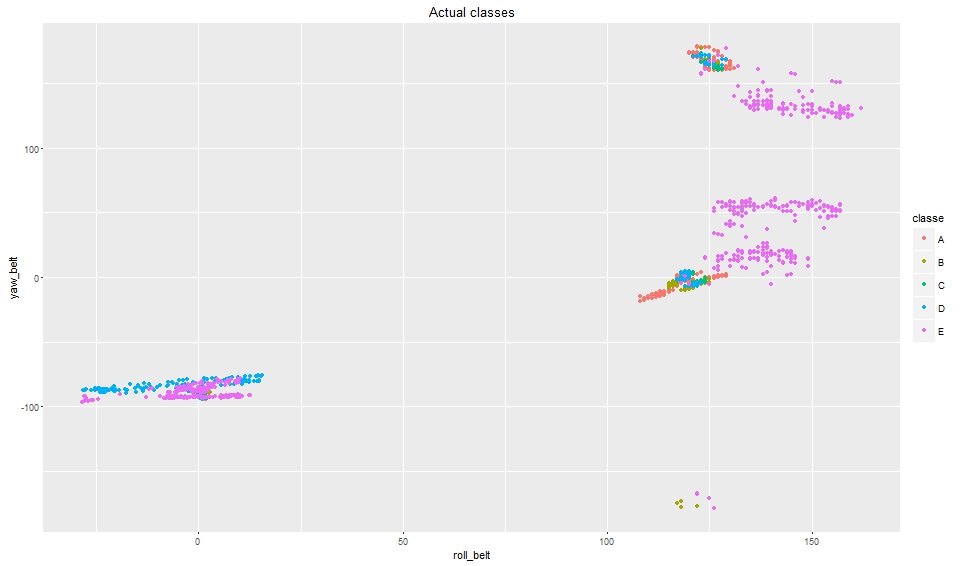 Actual classes
100
0
-100
yaw_belt
0
50
100
150
roll_belt
classe
A
B
C
D
E